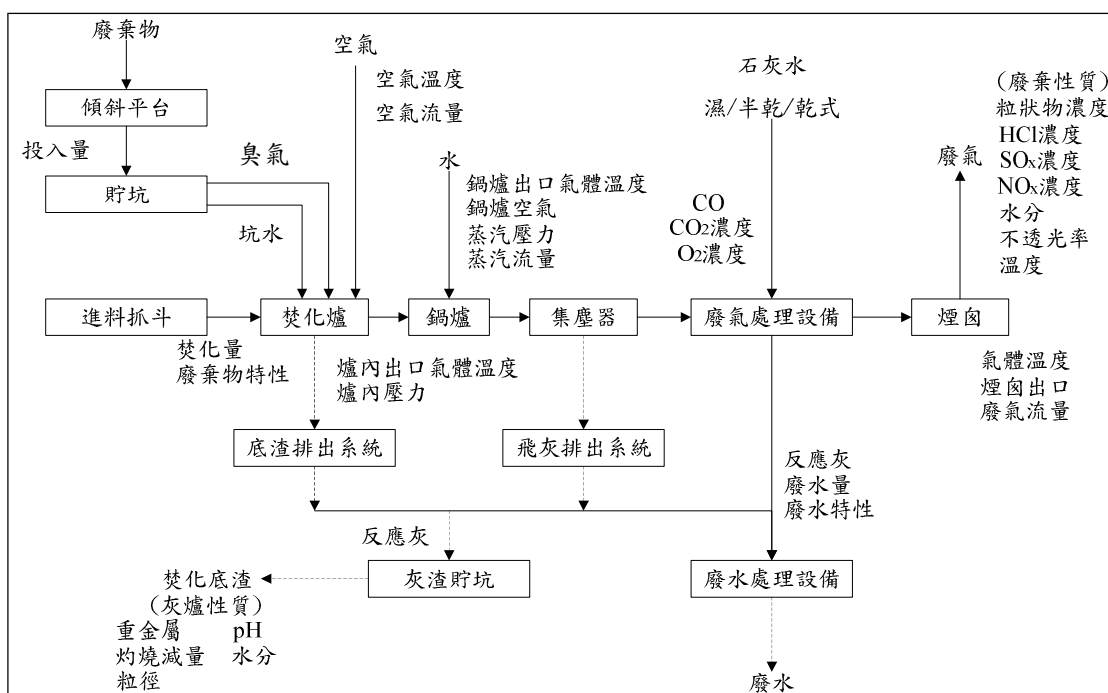 廢棄物
傾斜平台
投入量
貯坑
臭氣
坑水
空氣
空氣溫度
空氣流量
水
鍋爐出口氣體溫度
鍋爐空氣
蒸汽壓力
蒸汽流量
石灰水
濕/半乾/乾式
CO
CO2濃度
O2濃度
廢氣
(廢棄性質)
粒狀物濃度
HCl濃度
SOx濃度
NOx濃度
水分
不透光率
溫度
進料抓斗
焚化爐
鍋爐
集塵器
廢氣處理設備
煙囪
焚化量
廢棄物特性
爐內出口氣體溫度
爐內壓力
氣體溫度
煙囪出口
廢氣流量
底渣排出系統
飛灰排出系統
反應灰
廢水量
廢水特性
反應灰
灰渣貯坑
廢水處理設備
焚化底渣
(灰爐性質)
重金屬 pH
灼燒減量 水分
粒徑
廢水